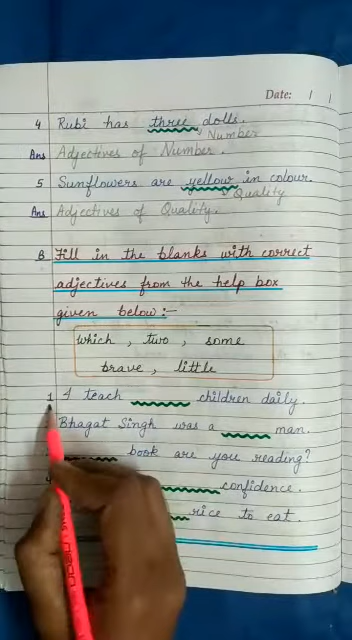 Date: / /
4 Rubi has three dolls.
Number
Ans Adjectives of Number.
5 Sunflowers are yellow in colour.
Quality
Ans Adjectives of Quality.
B Fill in the blanks with correct
adjectives from the help box
given below:-
which, two, some
brave, little
1 I teach children daily.
Bhagat Singh was a man.
book are you reading?
confidence.
rice to eat.